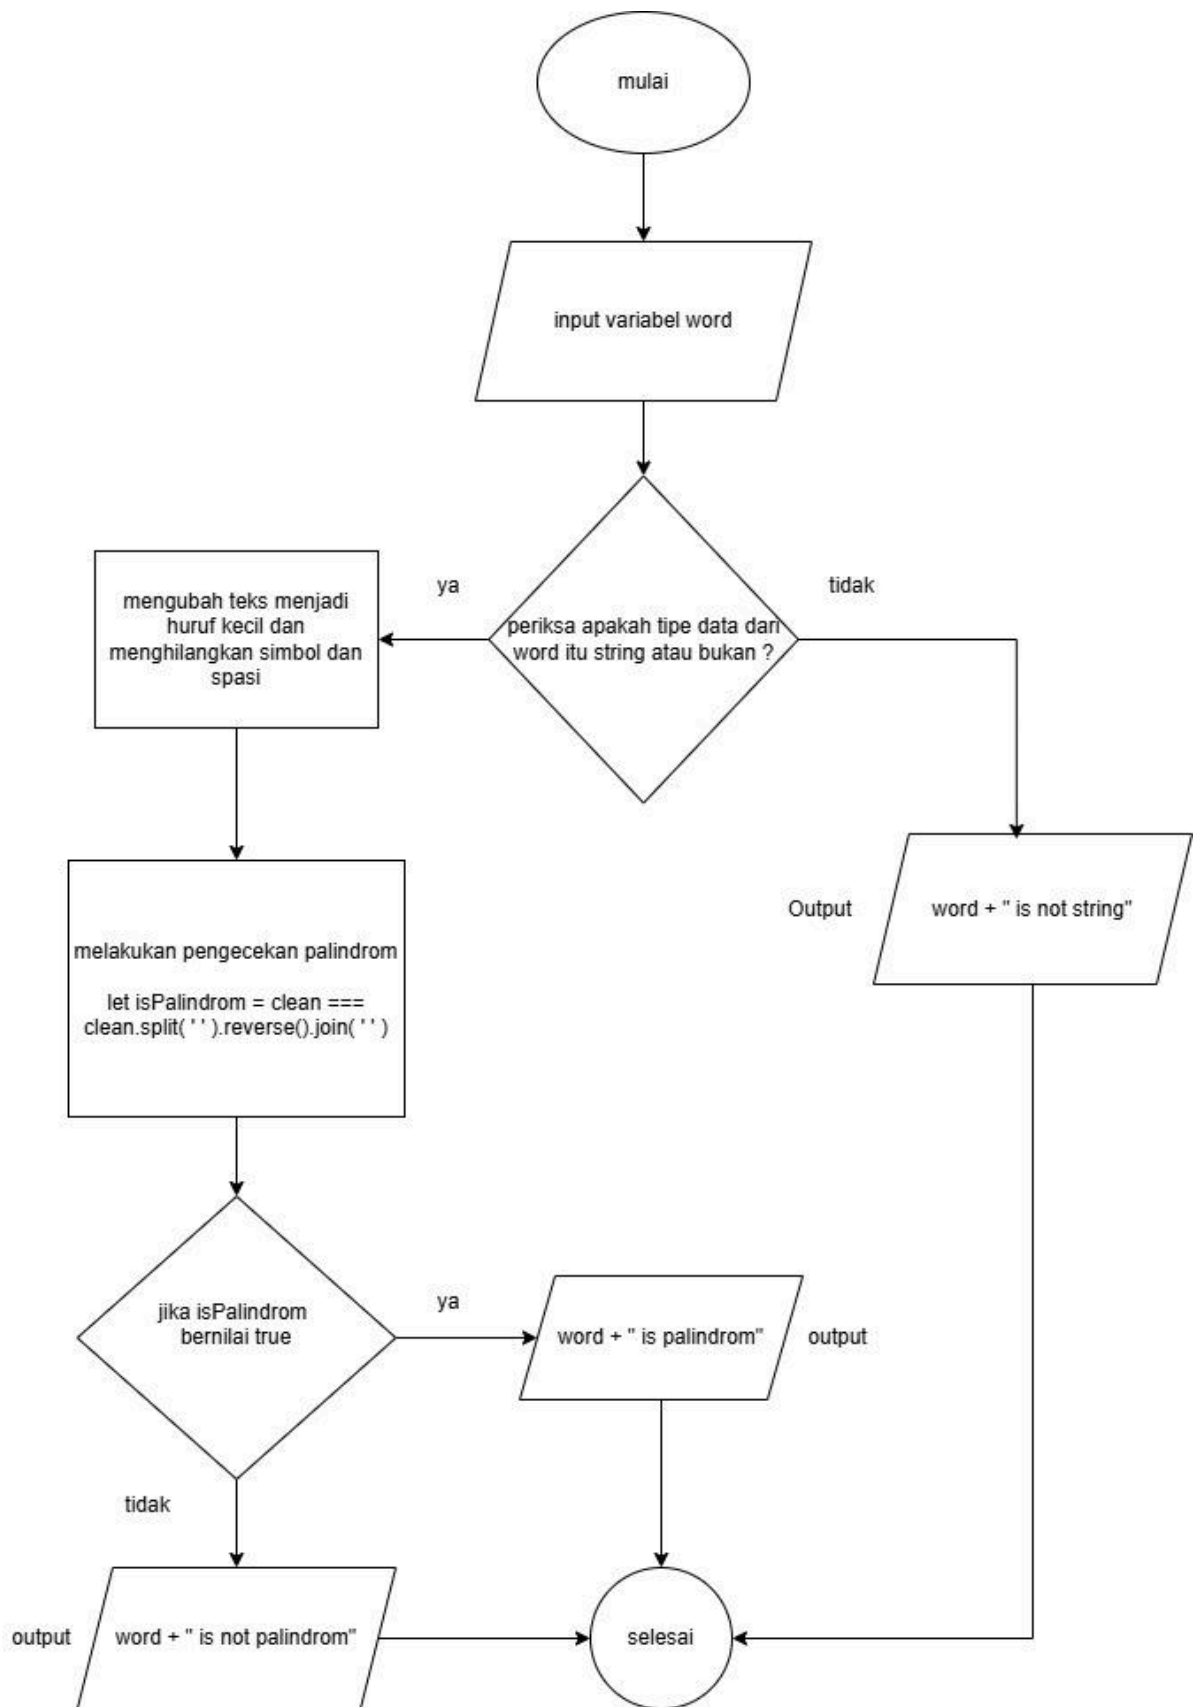 mulai
input variabel word
periksa apakah tipe data dari
word itu string atau bukan ?
ya
tidak
mengubah teks menjadi
huruf kecil dan
menghilangkan simbol dan
spasi
Output
word + " is not string"
melakukan pengecekan palindrom
let isPalindrom = clean ===
clean.split( ' ' ).reverse().join( ' ' )
jika isPalindrom
bernilai true
ya
word + " is palindrom"
output
tidak
output
word + " is not palindrom"
selesai